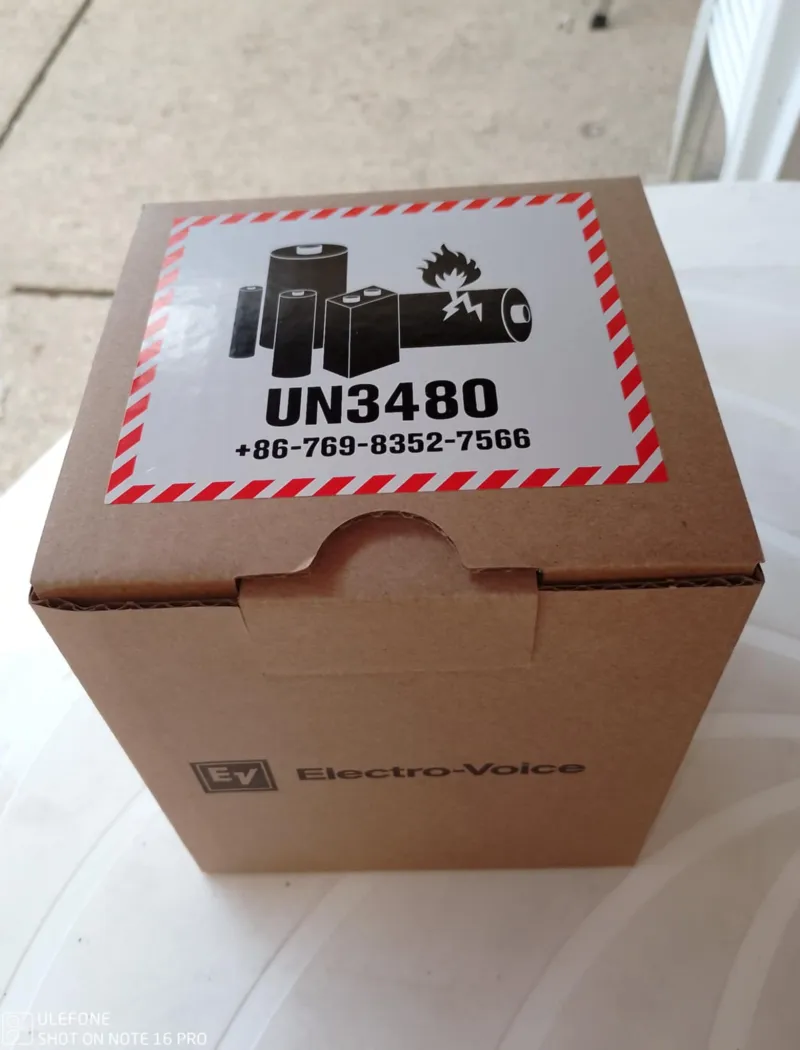 UN3480
+86-769-8352-7566
EV Electro-Voice
ULEFONE
SHOT ON NOTE 16 PRO